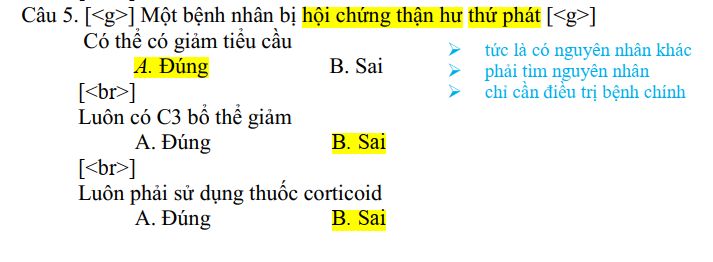 Câu 5. [<g>] Một bệnh nhân bị hội chứng thận hư thứ phát [<g>]
Có thể có giảm tiểu cầu
A. Đúng B. Sai
[<br>]
Luôn có C3 bổ thể giảm
A. Đúng B. Sai
[<br>]
Luôn phải sử dụng thuốc corticoid
A. Đúng B. Sai
➢ tức là có nguyên nhân khác
➢ phải tìm nguyên nhân
➢ chỉ cần điều trị bệnh chính